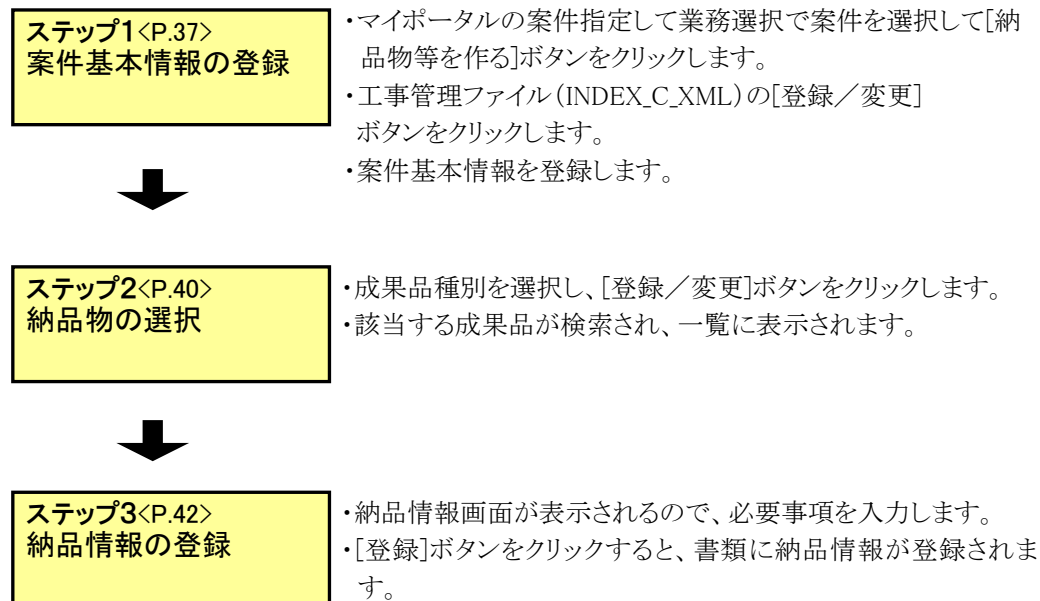 ステップ1<P.37>
案件基本情報の登録
・マイポータルの案件指定して業務選択で案件を選択して[納
品物等を作る]ボタンをクリックします。
・工事管理ファイル(INDEX_C_XML)の[登録／変更]
ボタンをクリックします。
・案件基本情報を登録します。
ステップ2<P.40>
納品物の選択
・成果品種別を選択し、[登録／変更]ボタンをクリックします。
・該当する成果品が検索され、一覧に表示されます。
ステップ3<P.42>
納品情報の登録
・納品情報画面が表示されるので、必要事項を入力します。
・[登録]ボタンをクリックすると、書類に納品情報が登録されま
す。